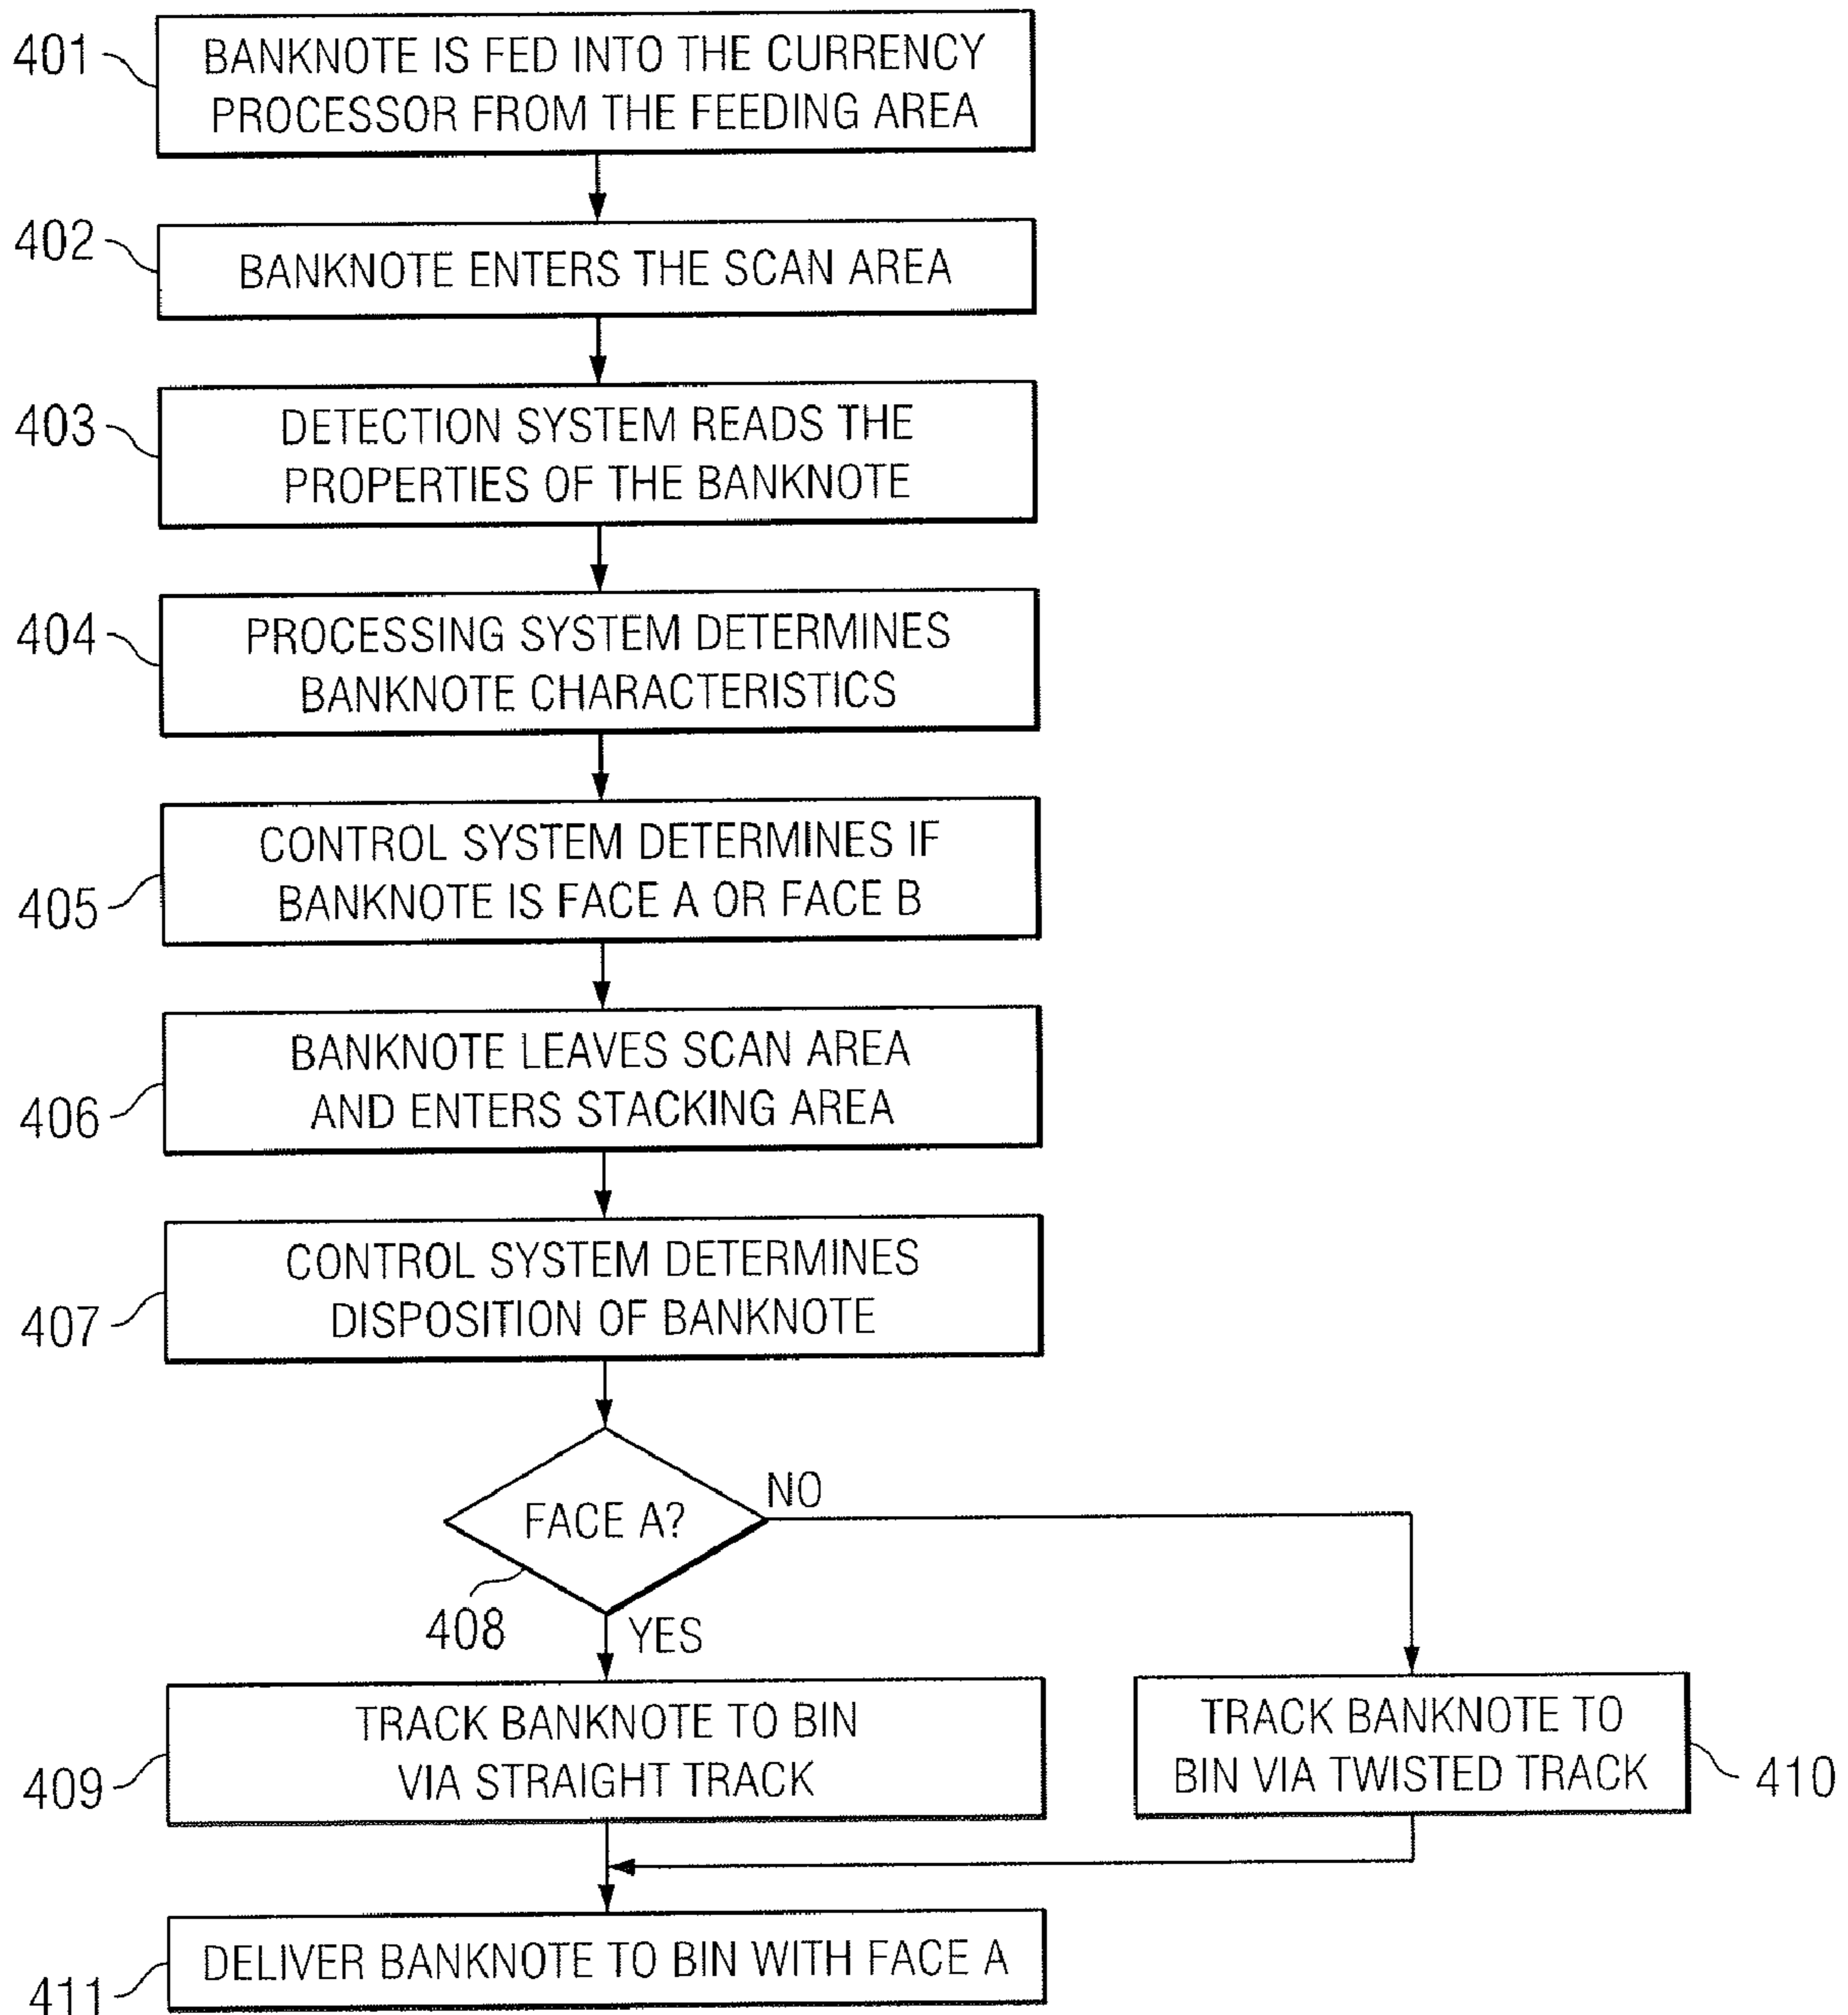 401
BANKNOTE IS FED INTO THE CURRENCY
PROCESSOR FROM THE FEEDING AREA
402
BANKNOTE ENTERS THE SCAN AREA
403
DETECTION SYSTEM READS THE
PROPERTIES OF THE BANKNOTE
404
PROCESSING SYSTEM DETERMINES
BANKNOTE CHARACTERISTICS
405
CONTROL SYSTEM DETERMINES IF
BANKNOTE IS FACE A OR FACE B
406
BANKNOTE LEAVES SCAN AREA
AND ENTERS STACKING AREA
407
CONTROL SYSTEM DETERMINES
DISPOSITION OF BANKNOTE
FACE A?
NO
408
YES
409
TRACK BANKNOTE TO BIN
VIA STRAIGHT TRACK
TRACK BANKNOTE TO
BIN VIA TWISTED TRACK
410
411
DELIVER BANKNOTE TO BIN WITH FACE A